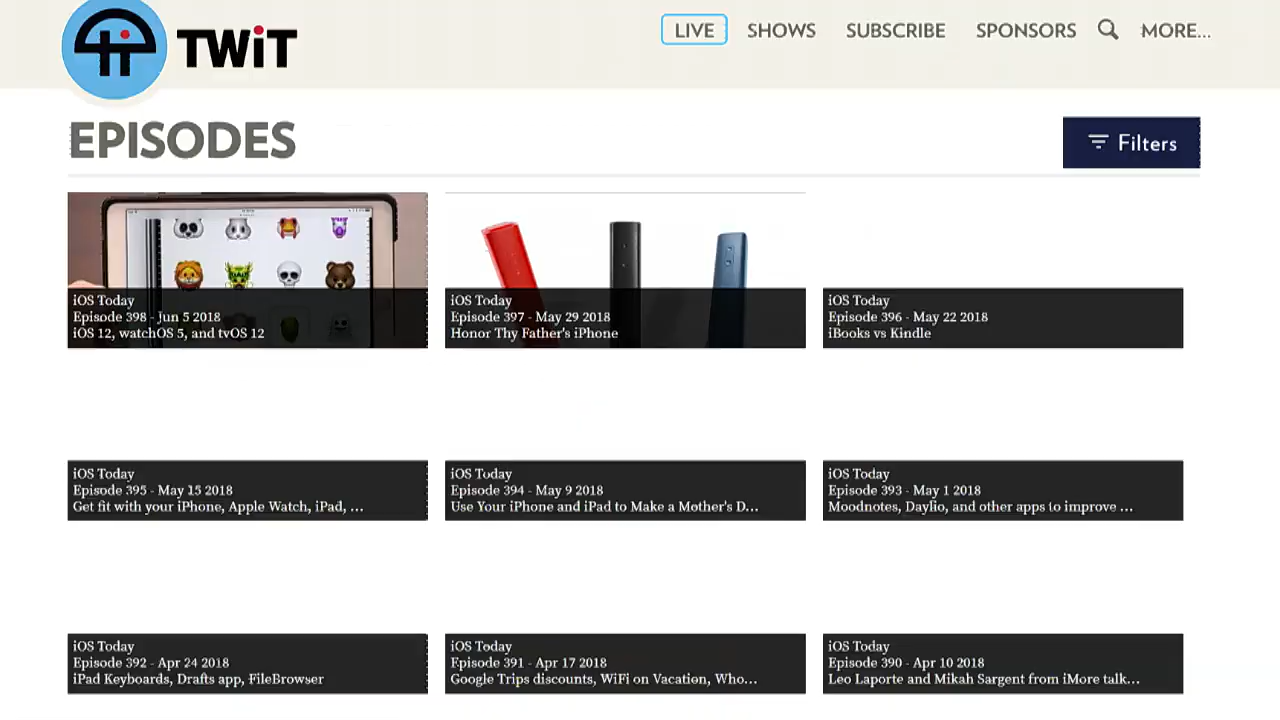 TWiT
LIVE
SHOWS
SUBSCRIBE
SPONSORS
MORE...
EPISODES
Filters
iOS Today
Episode 398 - Jun 5 2018
iOS 12, watchOS 5, and tvOS 12
iOS Today
Episode 397 - May 29 2018
Honor Thy Father's iPhone
iOS Today
Episode 396 - May 22 2018
iBooks vs Kindle
iOS Today
Episode 395 - May 15 2018
Get fit with your iPhone, Apple Watch, iPad, ...
iOS Today
Episode 394 - May 9 2018
Use Your iPhone and iPad to Make a Mother's D...
iOS Today
Episode 393 - May 1 2018
Moodnotes, Daylio, and other apps to improve ...
iOS Today
Episode 392 - Apr 24 2018
iPad Keyboards, Drafts app, FileBrowser
iOS Today
Episode 391 - Apr 17 2018
Google Trips discounts, WiFi on Vacation, Who...
iOS Today
Episode 390 - Apr 10 2018
Leo Laporte and Mikah Sargent from iMore talk...